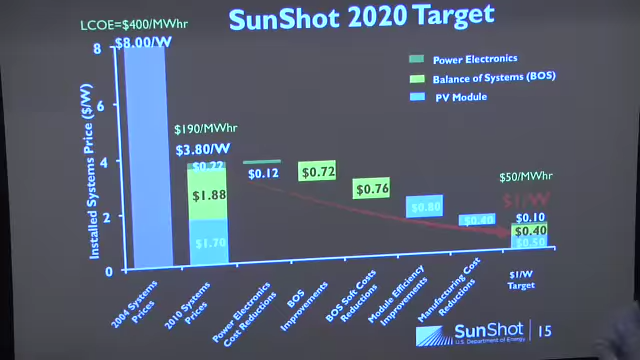 SunShot 2020 Target
LCOE=$400/MWhr
$8.00/W
Power Electronics
Balance of Systems (BOS)
PV Module
Installed Systems Price ($/W)
8
6
4
2
0
$190/MWhr
$3.80/W
$0.22
$1.88
$1.70
$0.12
$0.72
$0.76
$0.80
$0.40
$50/MWhr
$1/W
$0.10
$0.40
$0.50
2004 Systems
Prices
2010 Systems
Prices
Power Electronics
Cost Reductions
BOS
Improvements
BOS Soft Costs
Reductions
Module Efficiency
Improvements
Manufacturing Cost
Reductions
$1/W
Target
SunShot
U.S. Department of Energy
15